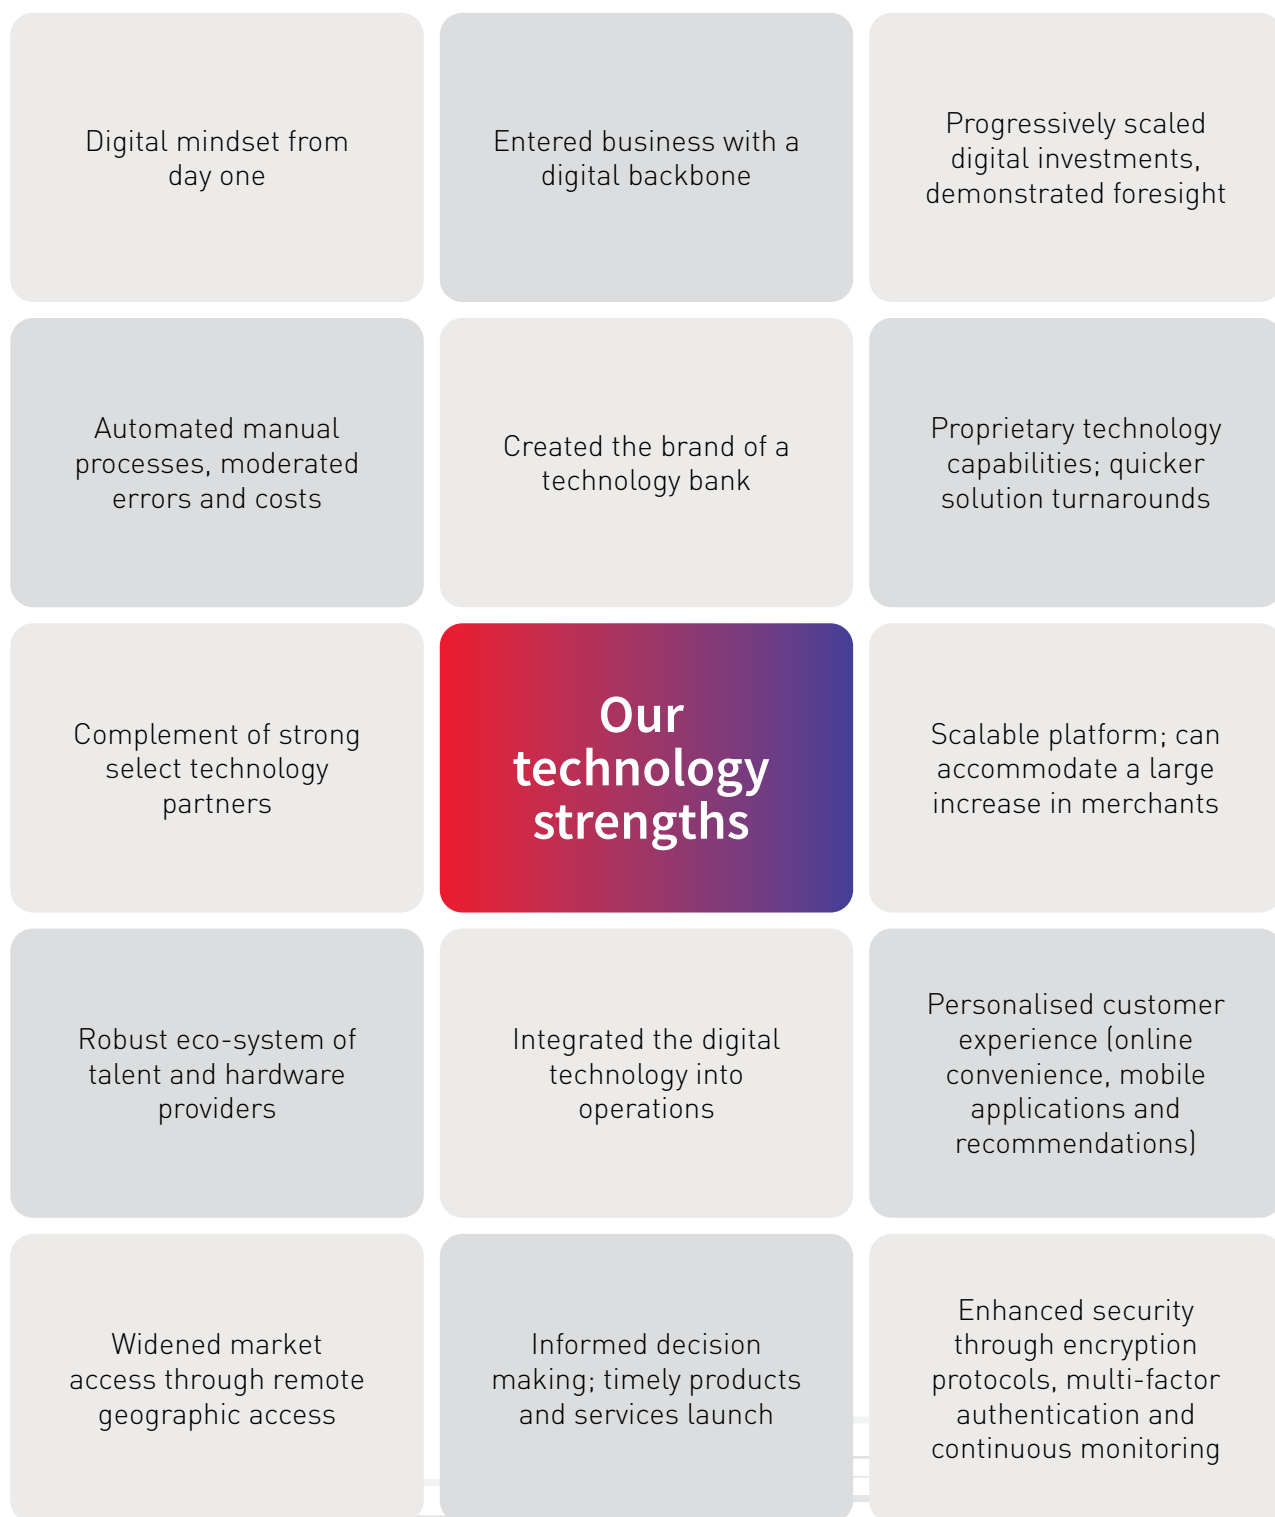 Digital mindset from
day one
Entered business with a
digital backbone
Progressively scaled
digital investments,
demonstrated foresight
Automated manual
processes, moderated
errors and costs
Created the brand of a
technology bank
Proprietary technology
capabilities; quicker
solution turnarounds
Complement of strong
select technology
partners
Our
technology
strengths
Scalable platform; can
accommodate a large
increase in merchants
Robust eco-system of
talent and hardware
providers
Integrated the digital
technology into
operations
Personalised customer
experience (online
convenience, mobile
applications and
recommendations)
Widened market
access through remote
geographic access
Informed decision
making; timely products
and services launch
Enhanced security
through encryption
protocols, multi-factor
authentication and
continuous monitoring